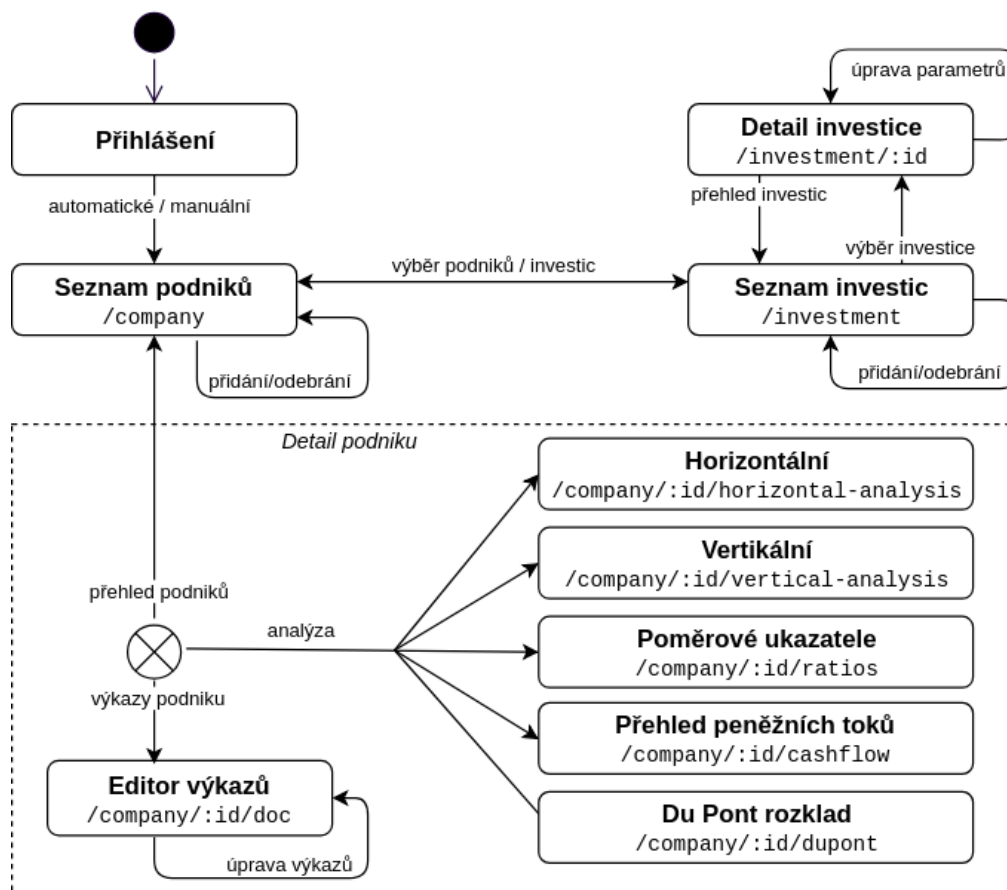 úprava parametrů
Přihlášení
Detail investice
/investment/:id
automatické / manuální
přehled investic
výběr investice
výběr podniků / investic
Seznam podniků
/company
Seznam investic
/investment
přidání/odebrání
přidání/odebrání
Detail podniku
Horizontální
/company/:id/horizontal-analysis
Vertikální
/company/:id/vertical-analysis
přehled podniků
analýza
Poměrové ukazatele
/company/:id/ratios
výkazy podniku
Přehled peněžních toků
/company/:id/cashflow
Editor výkazů
/company/:id/doc
Du Pont rozklad
/company/:id/dupont
úprava výkazů